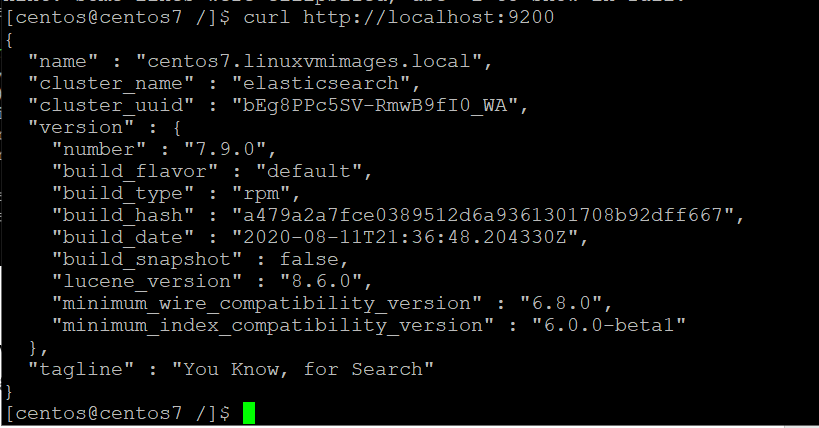 [centos@centos7 /]$ curl http://localhost:9200
{
  "name" : "centos7.linuxvmimages.local",
  "cluster_name" : "elasticsearch",
  "cluster_uuid" : "bEg8PPc5SV-RmwB9fI0_WA",
  "version" : {
    "number" : "7.9.0",
    "build_flavor" : "default",
    "build_type" : "rpm",
    "build_hash" : "a479a2a7fce0389512d6a9361301708b92dff667",
    "build_date" : "2020-08-11T21:36:48.204330Z",
    "build_snapshot" : false,
    "lucene_version" : "8.6.0",
    "minimum_wire_compatibility_version" : "6.8.0",
    "minimum_index_compatibility_version" : "6.0.0-beta1"
  },
  "tagline" : "You Know, for Search"
}
[centos@centos7 /]$